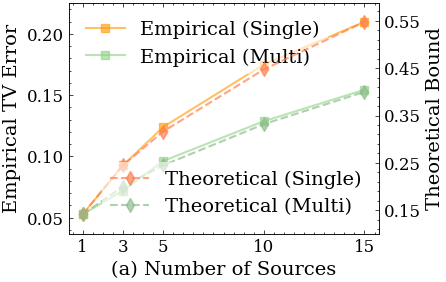 Empirical TV Error
0.20
0.15
0.10
0.05
Empirical (Single)
Empirical (Multi)
Theoretical (Single)
Theoretical (Multi)
0.55
0.45
0.35
0.25
0.15
Theoretical Bound
1 3 5 10 15
(a) Number of Sources